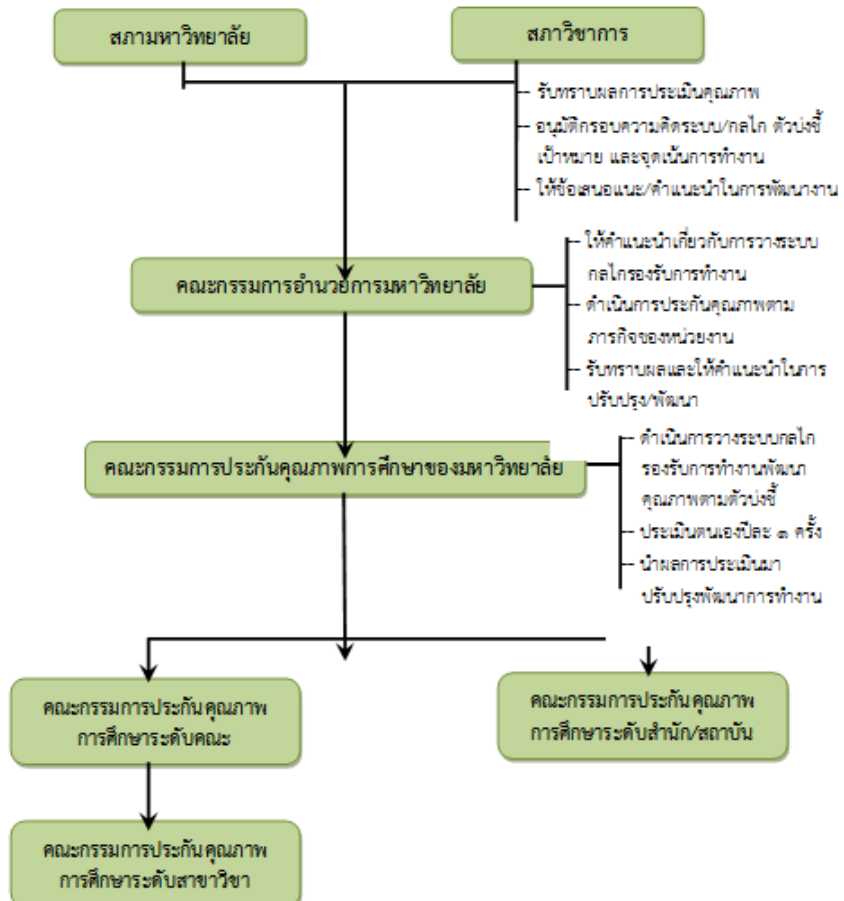 สภามหาวิทยาลัย
สภาวิชาการ
– รับทราบผลการประเมินคุณภาพ
– อนุมัติกรอบความคิดระบบ/กลไก ตัวบ่งชี้
เป้าหมาย และจุดเน้นการทำงาน
– ให้ข้อเสนอแนะ/คำแนะนำในการพัฒนางาน
คณะกรรมการอำนวยการมหาวิทยาลัย
– ให้คำแนะนำเกี่ยวกับการวางระบบ
กลไกรองรับการทำงาน
– ดำเนินการประกันคุณภาพตาม
ภารกิจของหน่วยงาน
– รับทราบผลและให้คำแนะนำในการ
ปรับปรุง/พัฒนา
คณะกรรมการประกันคุณภาพการศึกษาของมหาวิทยาลัย
– ดำเนินการวางระบบกลไก
รองรับการทำงานพัฒนา
คุณภาพตามตัวบ่งชี้
– ประเมินตนเองปีละ ๑ ครั้ง
– นำผลการประเมินมา
ปรับปรุงพัฒนาการทำงาน
คณะกรรมการประกันคุณภาพ
การศึกษาระดับคณะ
คณะกรรมการประกันคุณภาพ
การศึกษาระดับสำนัก/สถาบัน
คณะกรรมการประกันคุณภาพ
การศึกษาระดับสาขาวิชา